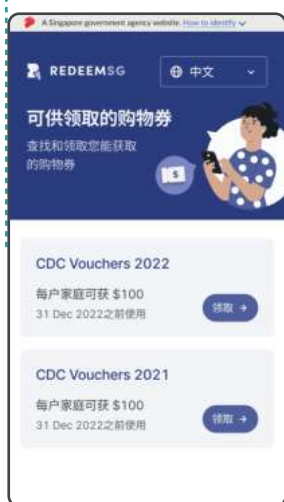 A Singapore government agency website. How to identify
REDEEMSG
中文
可供领取的购物券
查找和领取您能获取
的购物券
$
CDC Vouchers 2022
每户家庭可获 $100
31 Dec 2022之前使用
领取 →
CDC Vouchers 2021
每户家庭可获 $100
31 Dec 2022之前使用
领取 →